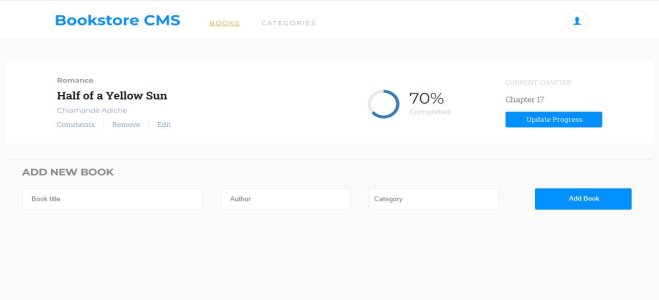 Bookstore CMS
BOOKS
CATEGORIES
Romance
Half of a Yellow Sun
Chiamande Adiche
Comments
Remove
Edit
70%
Completed
CURRENT CHAPTER
Chapter 17
Update Progress
ADD NEW BOOK
Book title
Author
Category
Add Book